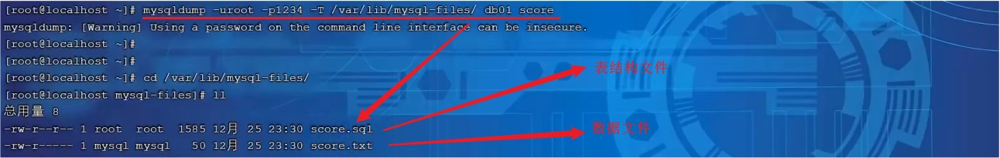 [root@localhost ~]# mysqldump -uroot -p1234 -T /var/lib/mysql-files/ db01 score
mysqldump: [Warning] Using a password on the command line interface can be insecure.
[root@localhost ~]#
[root@localhost ~]#
[root@localhost ~]# cd /var/lib/mysql-files/
表结构文件
[root@localhost mysql-files]# ll
总用量 8
-rw-r--r-- 1 root  root  1585 12月 25 23:30 score.sql
数据文件
-rw-r----- 1 mysql mysql   50 12月 25 23:30 score.txt